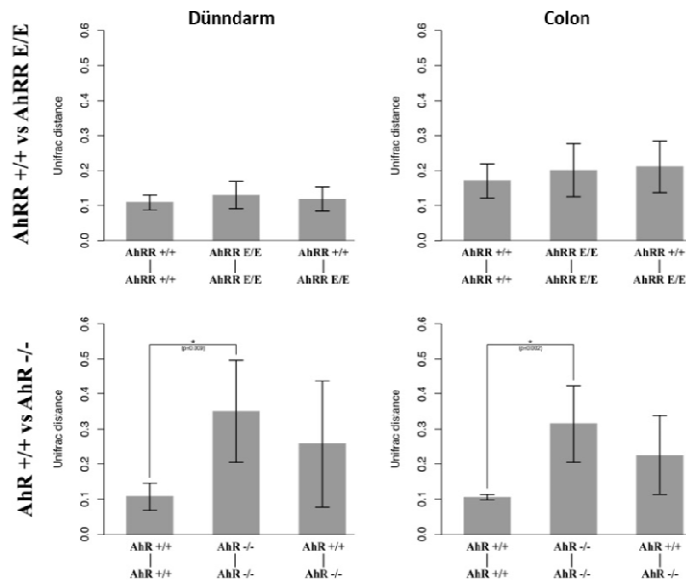 Dünndarm
Colon
AhRR +/+ vs AhRR E/E
Unifrac distance
0.6
0.5
0.4
0.3
0.2
0.1
0.0
AhRR +/+ AhRR E/E AhRR +/+
| | |
AhRR +/+ AhRR E/E AhRR E/E
Unifrac distance
0.6
0.5
0.4
0.3
0.2
0.1
0.0
AhRR +/+ AhRR E/E AhRR +/+
| | |
AhRR +/+ AhRR E/E AhRR E/E
AhR +/+ vs AhR -/-
Unifrac distance
0.6
0.5
0.4
0.3
0.2
0.1
0.0
*
AhR +/+ AhR -/- AhR +/+
| | |
AhR +/+ AhR -/- AhR -/-
Unifrac distance
0.6
0.5
0.4
0.3
0.2
0.1
0.0
*
AhR +/+ AhR -/- AhR +/+
| | |
AhR +/+ AhR -/- AhR -/-